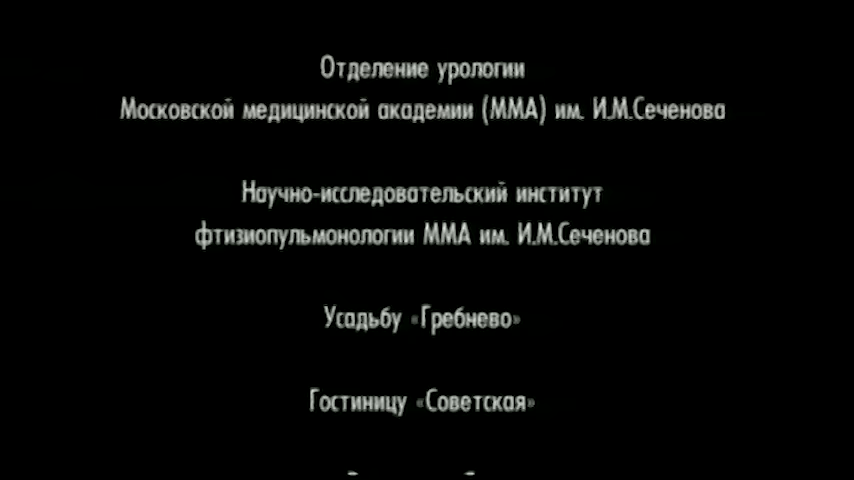 Отделение урологии
Московской медицинской академии (ММА) им. И.М.Сеченова
Научно-исследовательский институт
фтизиопульмонологии ММА им. И.М.Сеченова
Усадьбу «Гребнево»
Гостиницу «Советская»